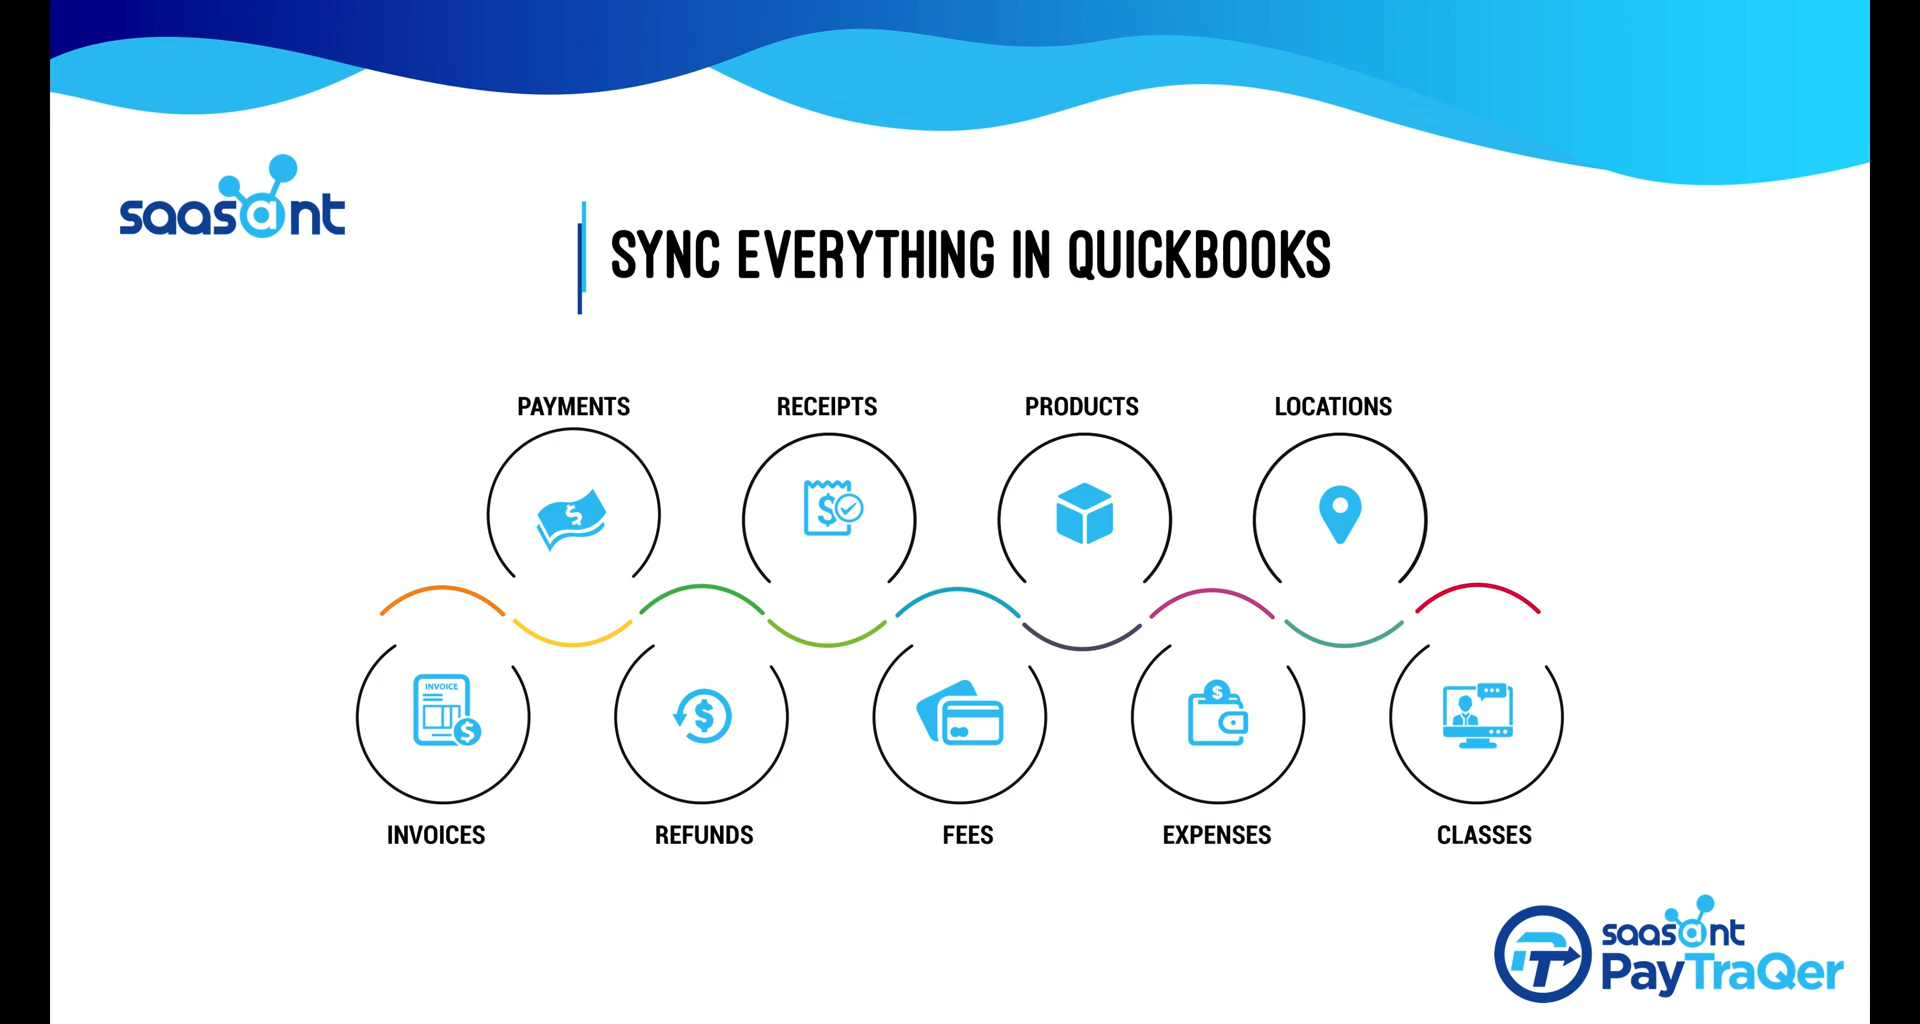 saasant
SYNC EVERYTHING IN QUICKBOOKS
PAYMENTS
RECEIPTS
PRODUCTS
LOCATIONS
INVOICE
INVOICES
REFUNDS
FEES
EXPENSES
CLASSES
saasant
PayTraQer